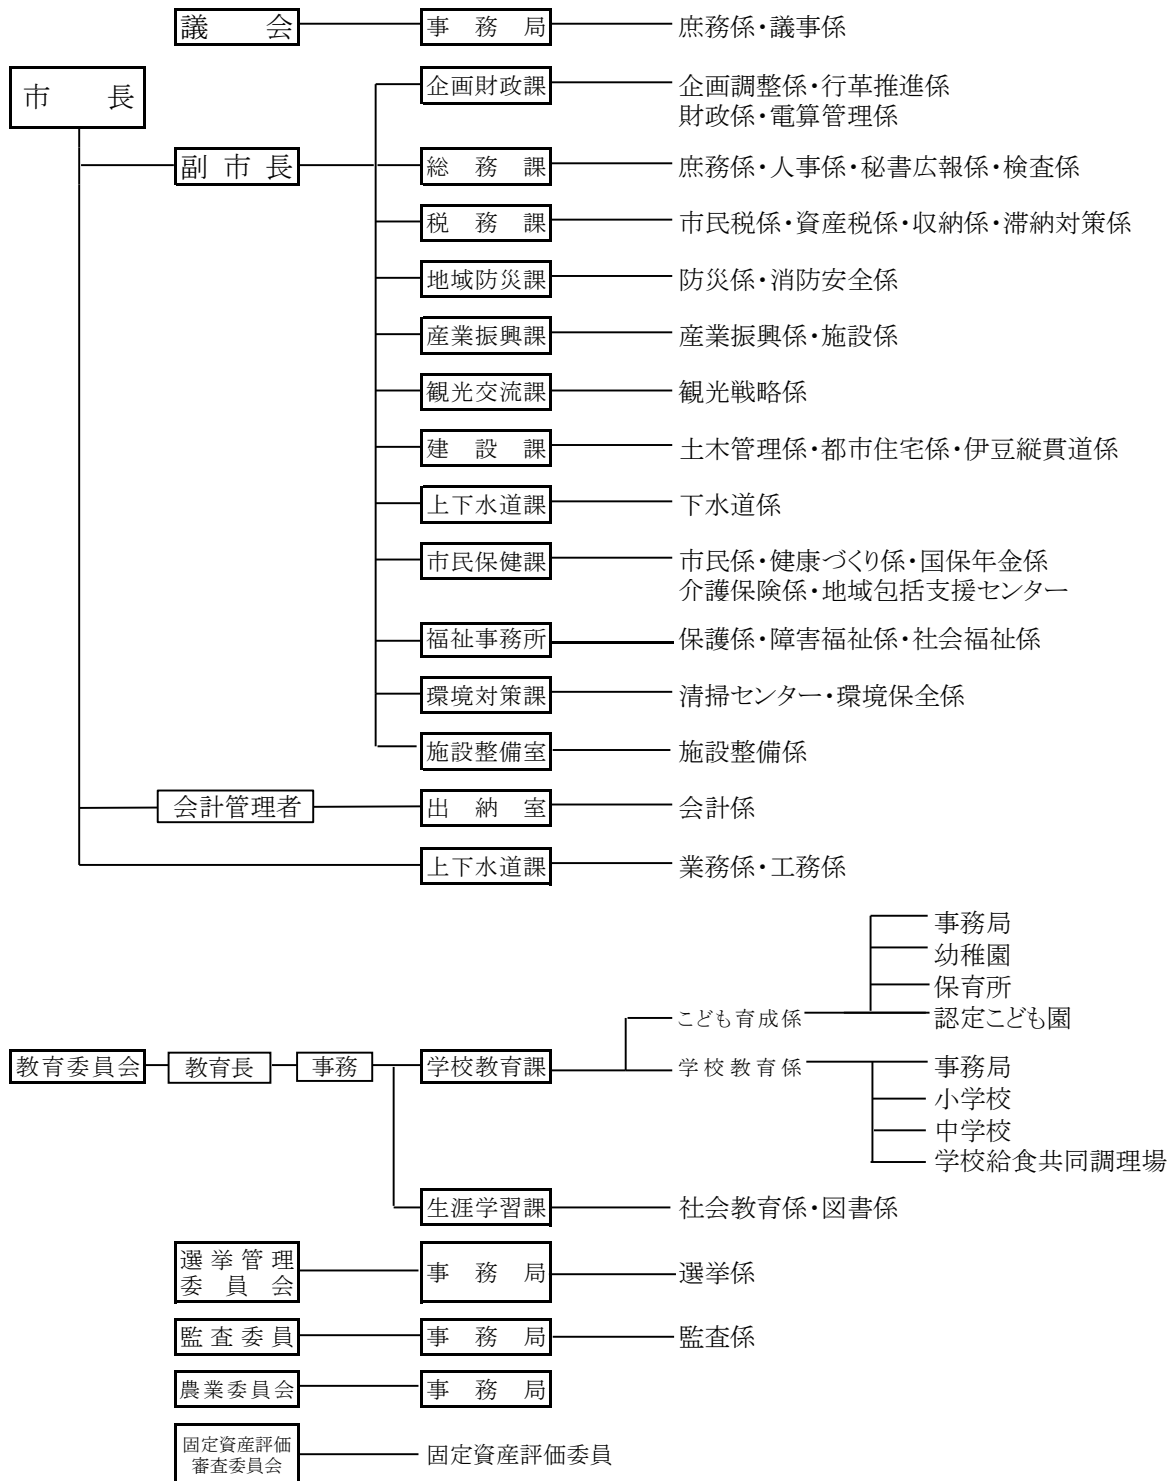 議会 事務局 庶務係・議事係
市長
企画財政課 企画調整係・行革推進係
財政係・電算管理係
副市長 総務課 庶務係・人事係・秘書広報係・検査係
税務課 市民税係・資産税係・収納係・滞納対策係
地域防災課 防災係・消防安全係
産業振興課 産業振興係・施設係
観光交流課 観光戦略係
建設課 土木管理係・都市住宅係・伊豆縦貫道係
上下水道課 下水道係
市民保健課 市民係・健康づくり係・国保年金係
介護保険係・地域包括支援センター
福祉事務所 保護係・障害福祉係・社会福祉係
環境対策課 清掃センター・環境保全係
施設整備室 施設整備係
会計管理者 出納室 会計係
上下水道課 業務係・工務係
事務局
幼稚園
保育所
こども育成係 認定こども園
教育委員会 教育長 事務 学校教育課 学校教育係 事務局
小学校
中学校
学校給食共同調理場
生涯学習課 社会教育係・図書係
選挙管理
委員会
事務局 選挙係
監査委員 事務局 監査係
農業委員会 事務局
固定資産評価
審査委員会
固定資産評価委員